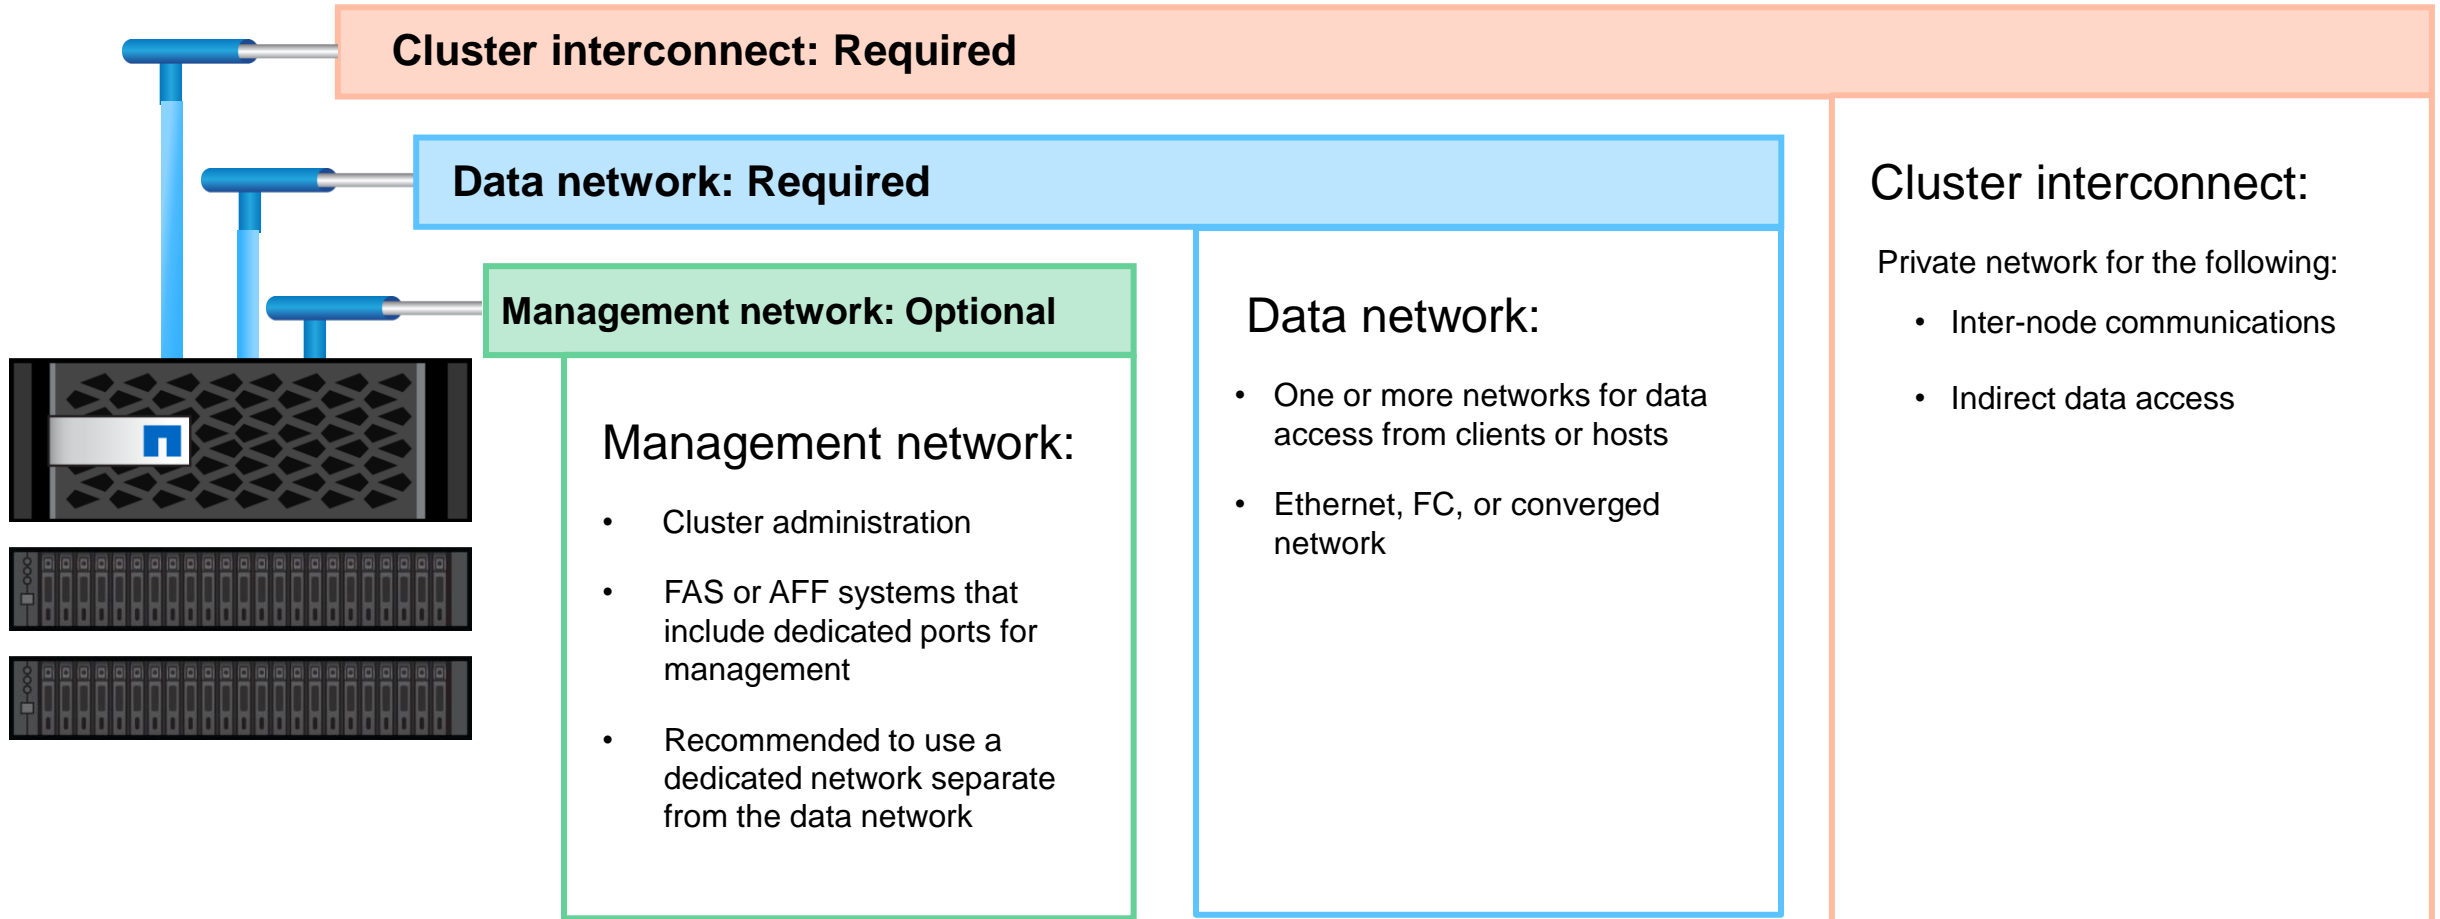 Cluster interconnect: Required
Data network: Required
Management network: Optional
Management network:
• Cluster administration
• FAS or AFF systems that
include dedicated ports for
management
• Recommended to use a
dedicated network separate
from the data network
Data network:
• One or more networks for data
access from clients or hosts
• Ethernet, FC, or converged
network
Cluster interconnect:
Private network for the following:
• Inter-node communications
• Indirect data access